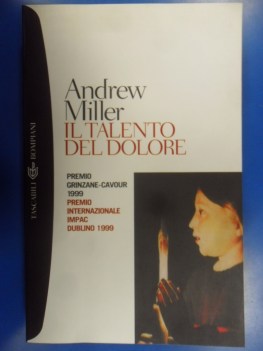 Andrew
Miller
IL TALENTO
DEL DOLORE
PREMIO
GRINZANE-CAVOUR
1999
PREMIO
INTERNAZIONALE
IMPAC
DUBLINO 1999
TASCABILI BOMPIANI